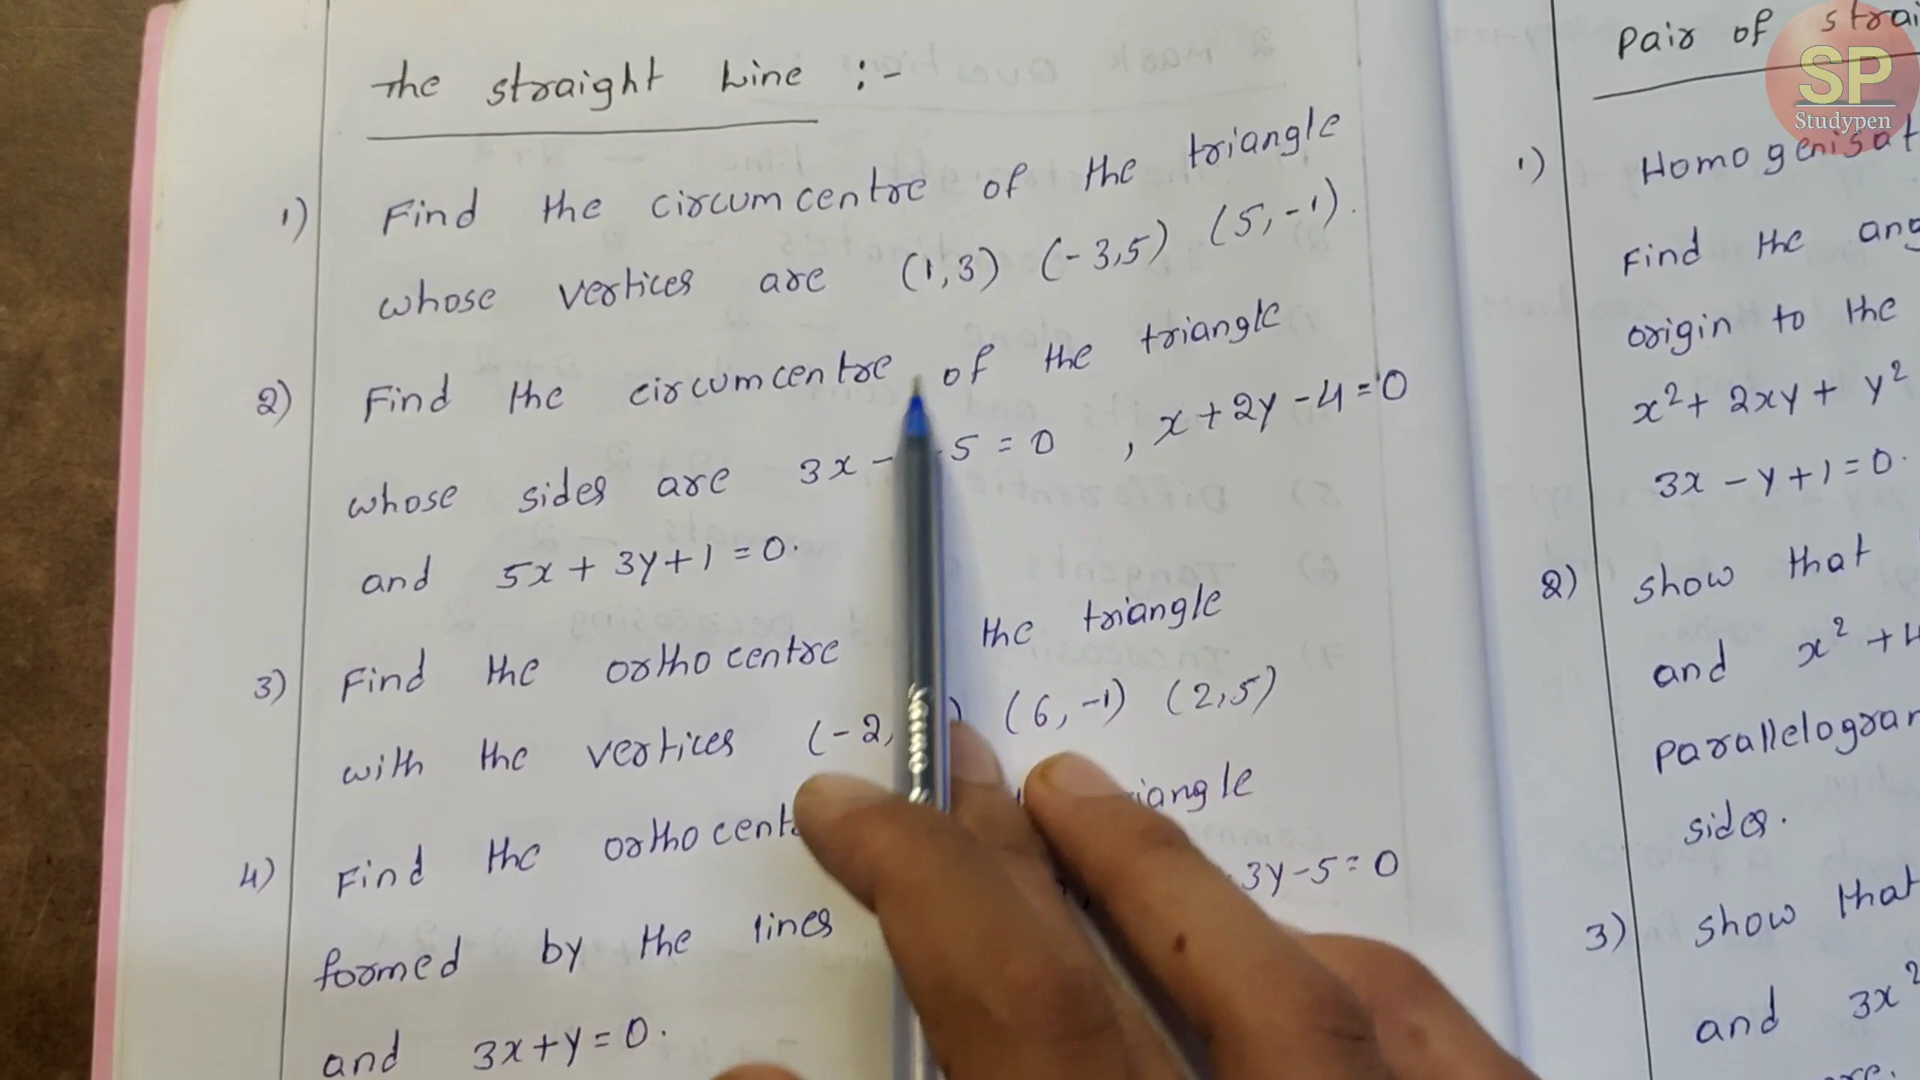 The straight Line :-
1) Find the circumcentre of the triangle
whose vertices are (1,3) (-3,5) (5,-1).
2) Find the circumcentre of the triangle
whose sides are 3x - 5 = 0 , x + 2y - 4 = 0
and 5x + 3y + 1 = 0.
3) Find the orthocentre the triangle
with the vertices (-2, ) (6,-1) (2,5)
4) Find the orthocent iangle
formed by the lines 3y-5=0
and 3x+y=0.
Pair of strai
SP
Studypen
1) Homogenisat
Find the ang
origin to the
x² + 2xy + y²
3x - y + 1 = 0.
2) show that
and x² + 4
Parallelogram
sides.
3) show that
and 3x²